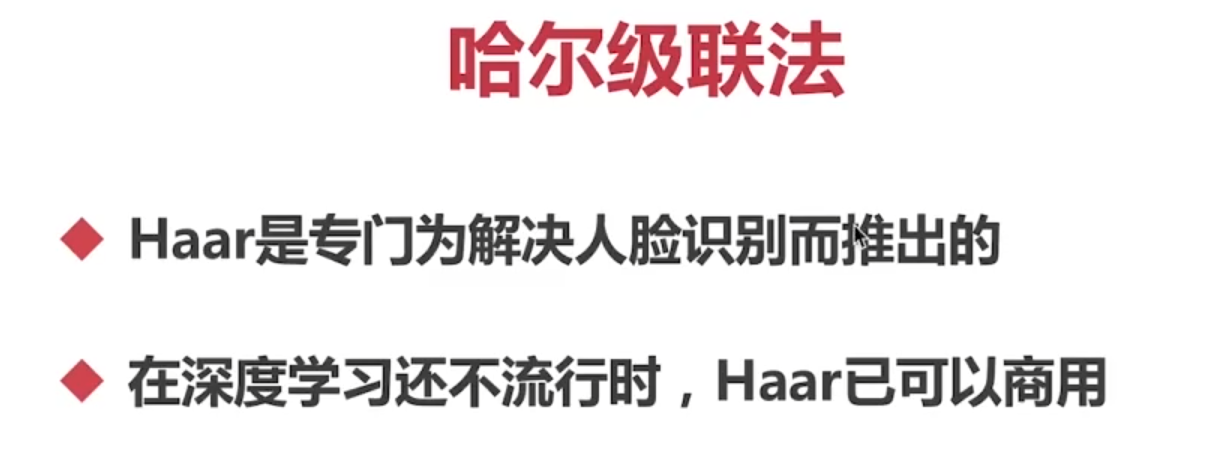 哈尔级联法
Haar是专门为解决人脸识别而推出的
在深度学习还不流行时，Haar已可以商用